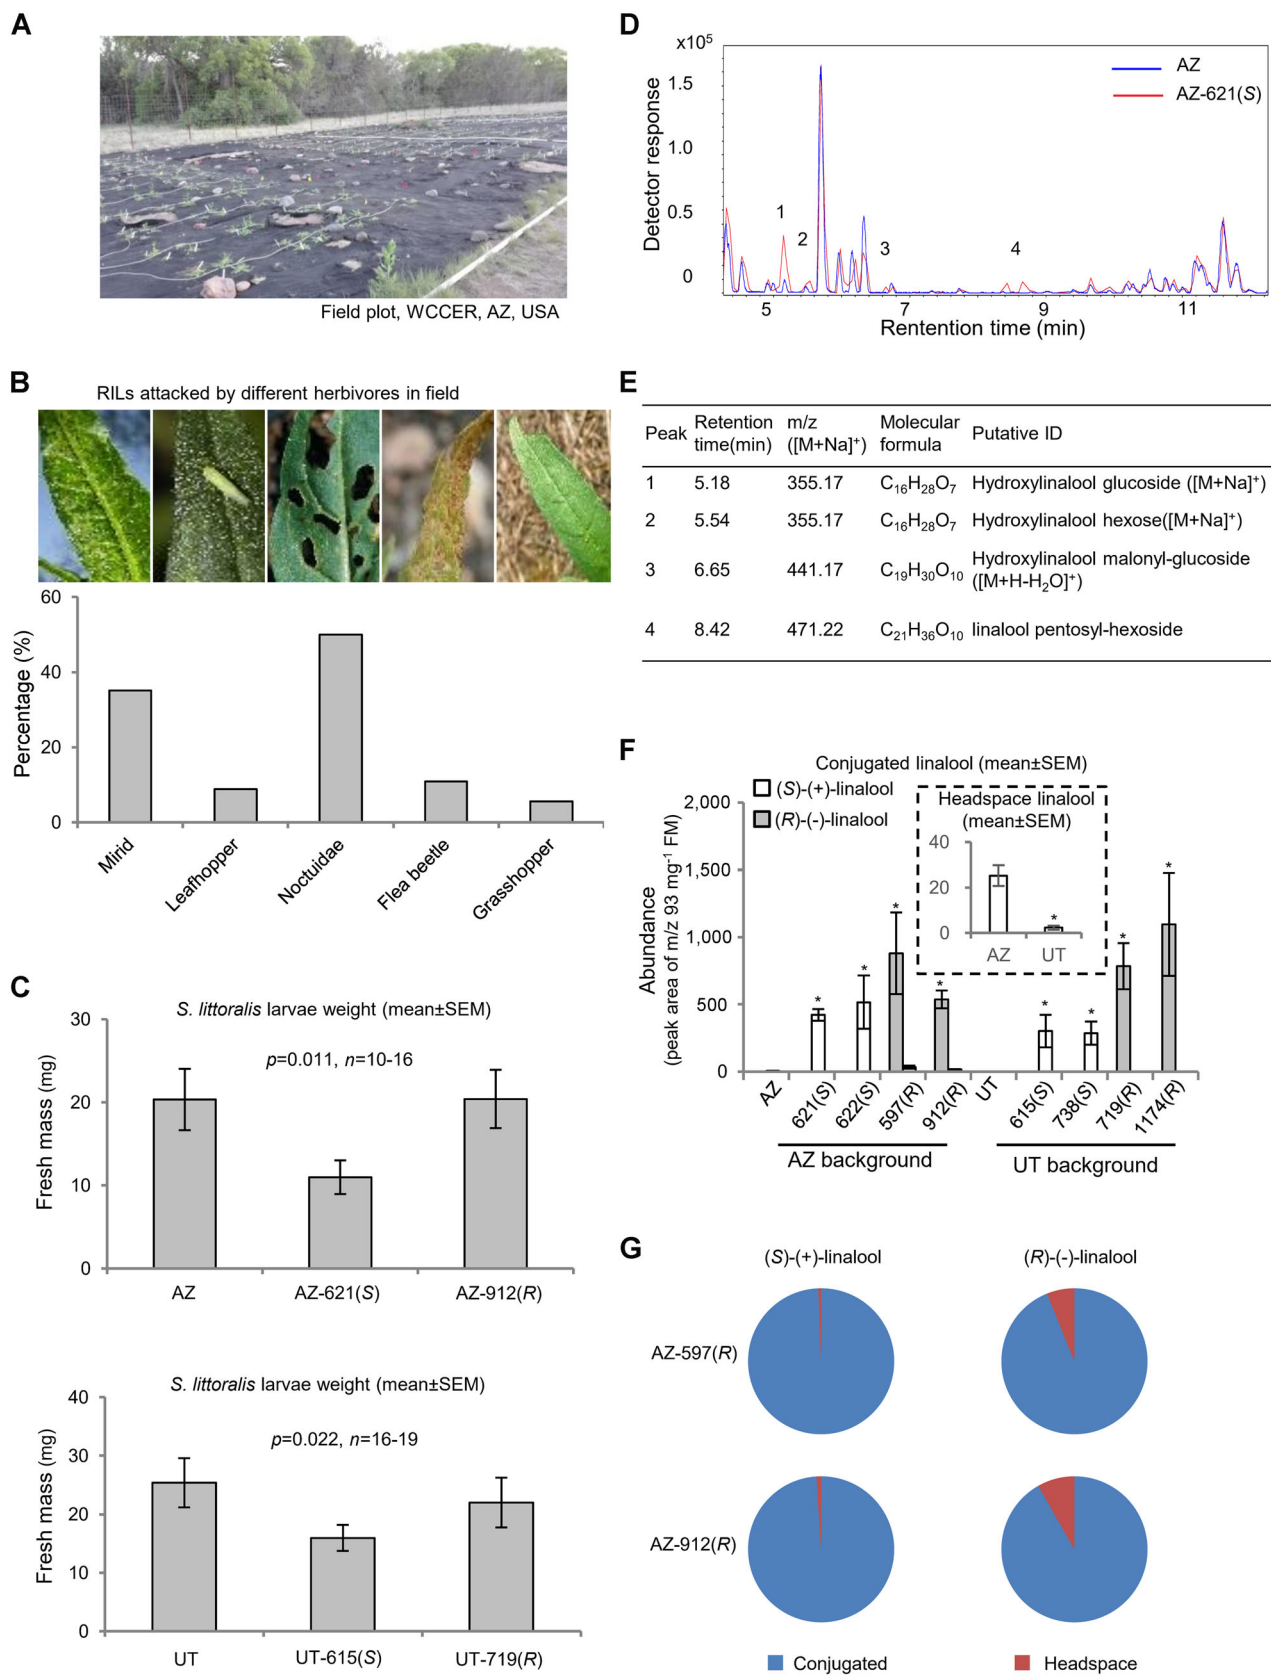 A
Field plot, WCCER, AZ, USA
B
RILs attacked by different herbivores in field
Percentage (%)
60
40
20
0
Mirid
Leafhopper
Noctuidae
Flea beetle
Grasshopper
C
S. littoralis larvae weight (mean±SEM)
p=0.011, n=10-16
Fresh mass (mg)
30
20
10
0
AZ
AZ-621(S)
AZ-912(R)
S. littoralis larvae weight (mean±SEM)
p=0.022, n=16-19
Fresh mass (mg)
40
30
20
10
0
UT
UT-615(S)
UT-719(R)
D
x10⁵
Detector response
1.5
1.0
0.5
0
AZ
AZ-621(S)
1
2
3
4
5
7
9
11
Rentention time (min)
E
Peak Retention time(min) m/z ([M+Na]⁺) Molecular formula Putative ID
1 5.18 355.17 C₁₆H₂₈O₇ Hydroxylinalool glucoside ([M+Na]⁺)
2 5.54 355.17 C₁₆H₂₈O₇ Hydroxylinalool hexose([M+Na]⁺)
3 6.65 441.17 C₁₉H₃₀O₁₀ Hydroxylinalool malonyl-glucoside
([M+H-H₂O]⁺)
4 8.42 471.22 C₂₁H₃₆O₁₀ linalool pentosyl-hexoside
F
Conjugated linalool (mean±SEM)
(S)-(+)-linalool
(R)-(-)-linalool
Headspace linalool
(mean±SEM)
40
20
0
*
AZ
UT
Abundance
(peak area of m/z 93 mg⁻¹ FM)
2,000
1,500
1,000
500
0
* * * * * * * *
AZ
621(S)
622(S)
597(R)
912(R)
UT
615(S)
738(S)
719(R)
1174(R)
AZ background
UT background
G
(S)-(+)-linalool
(R)-(-)-linalool
AZ-597(R)
AZ-912(R)
Conjugated
Headspace